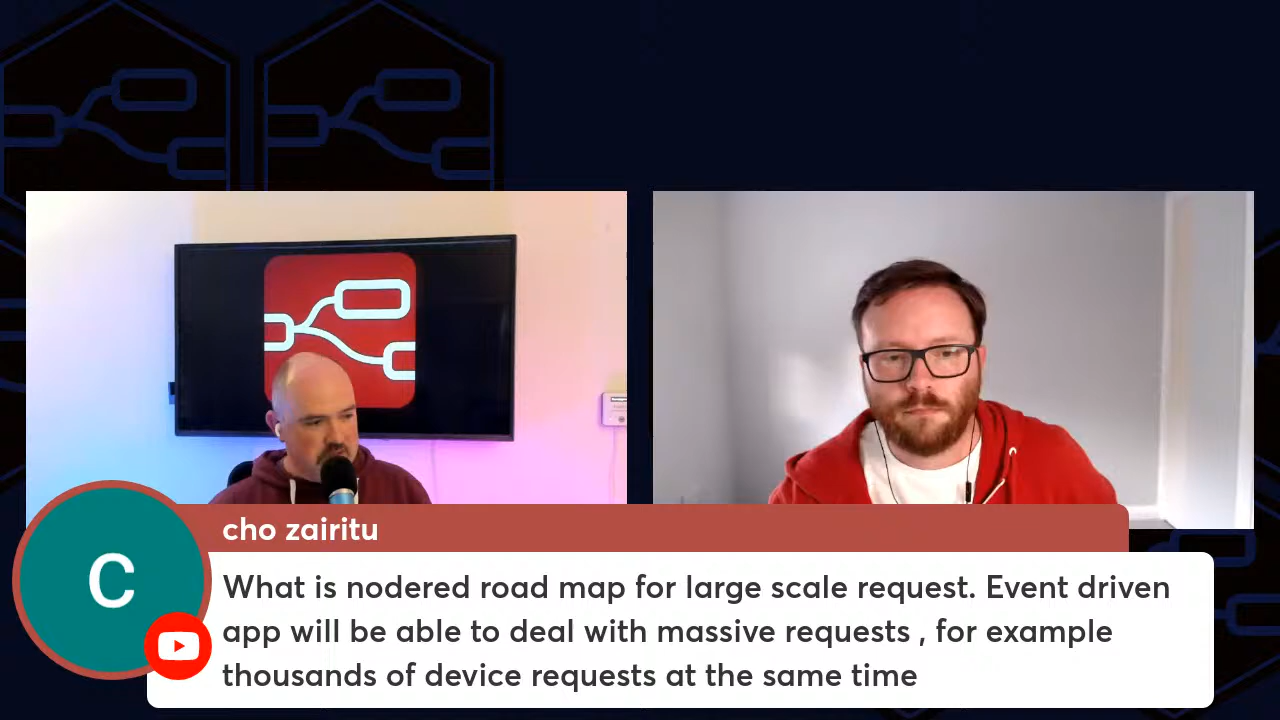 cho zairitu
C
What is nodered road map for large scale request. Event driven
app will be able to deal with massive requests , for example
thousands of device requests at the same time